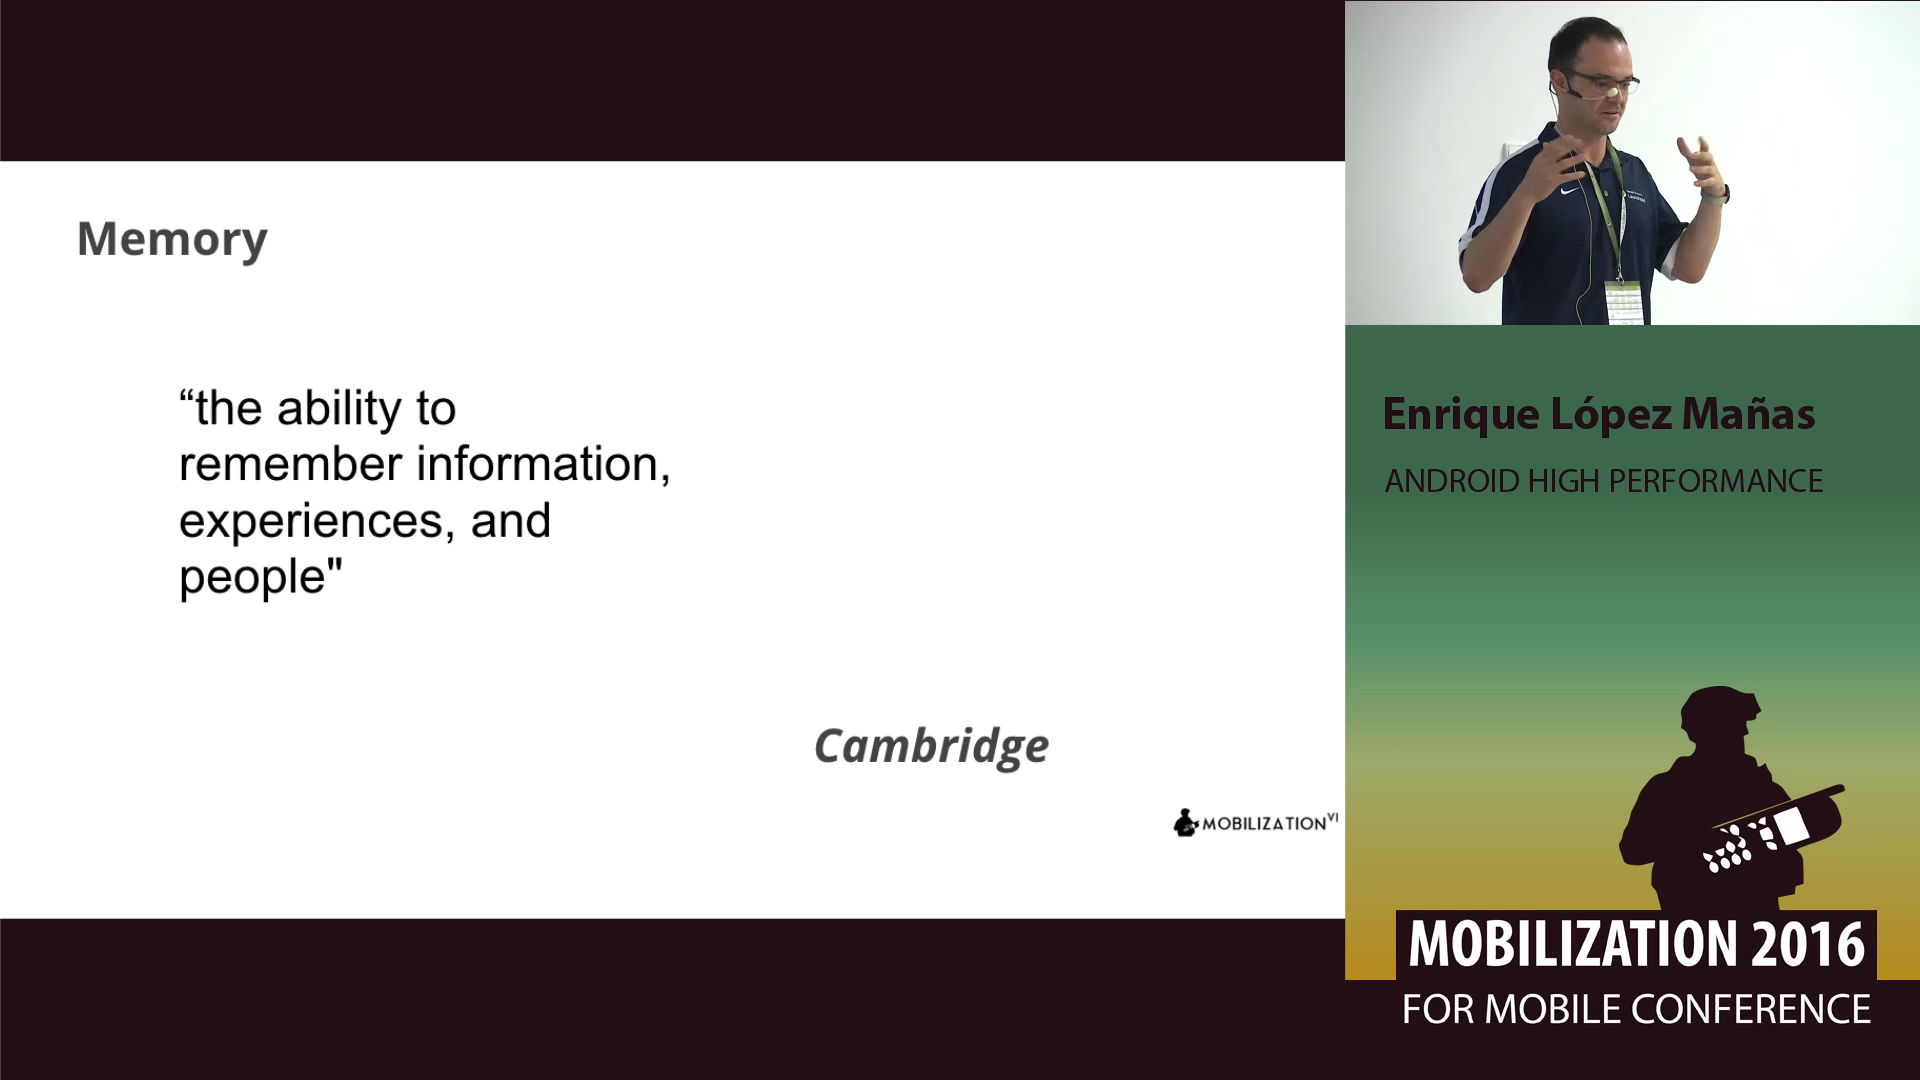 Memory
“the ability to
remember information,
experiences, and
people"
Cambridge
MOBILIZATION VI
Enrique López Mañas
ANDROID HIGH PERFORMANCE
MOBILIZATION 2016
FOR MOBILE CONFERENCE